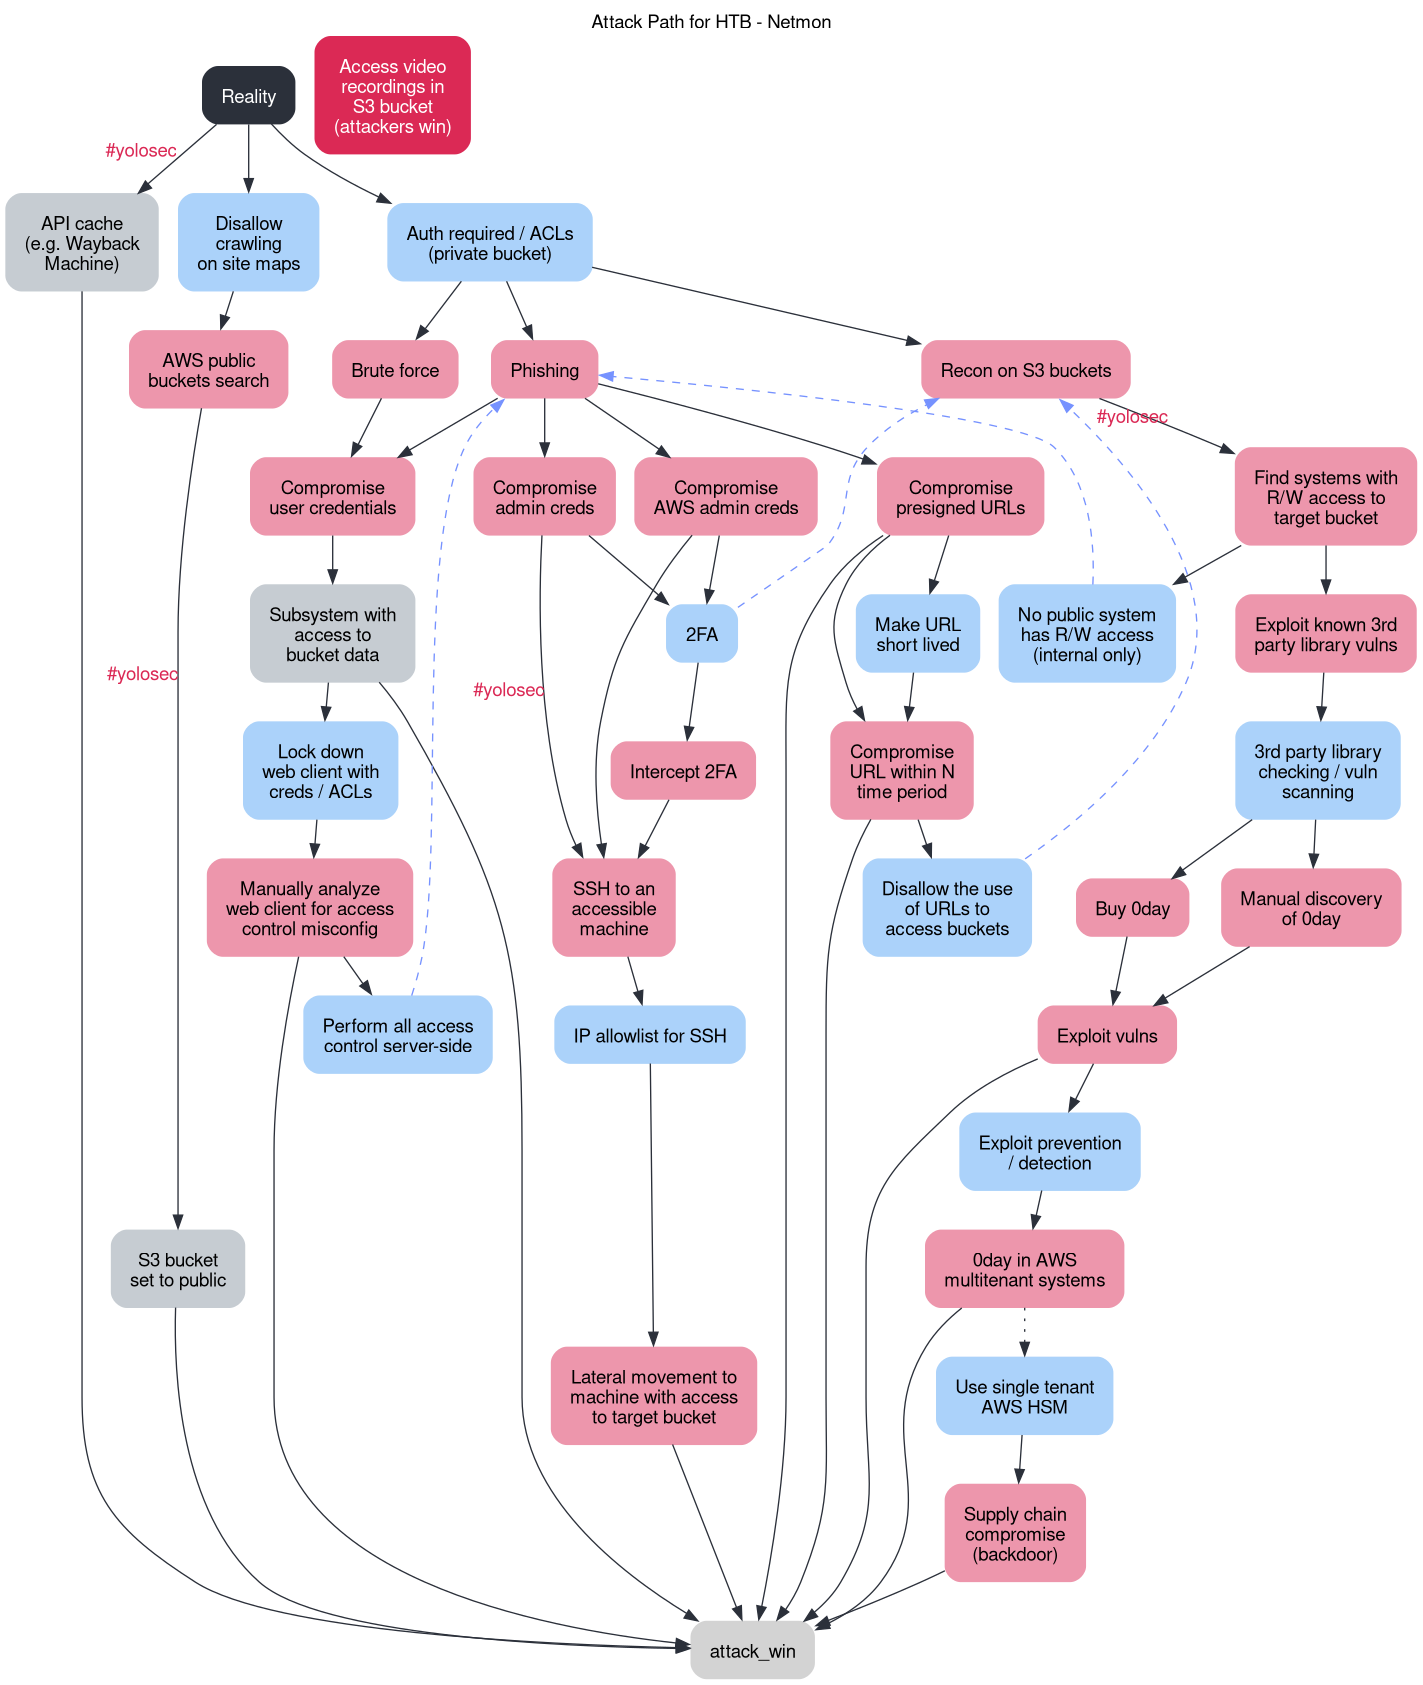 Attack Path for HTB - Netmon
Reality
Access video
recordings in
S3 bucket
(attackers win)
#yolosec
API cache
(e.g. Wayback
Machine)
Disallow
crawling
on site maps
Auth required / ACLs
(private bucket)
AWS public
buckets search
Brute force
Phishing
Recon on S3 buckets
#yolosec
Compromise
user credentials
Compromise
admin creds
Compromise
AWS admin creds
Compromise
presigned URLs
Find systems with
R/W access to
target bucket
Subsystem with
access to
bucket data
2FA
Make URL
short lived
No public system
has R/W access
(internal only)
Exploit known 3rd
party library vulns
#yolosec
#yolosec
Lock down
web client with
creds / ACLs
Intercept 2FA
Compromise
URL within N
time period
3rd party library
checking / vuln
scanning
Manually analyze
web client for access
control misconfig
SSH to an
accessible
machine
Disallow the use
of URLs to
access buckets
Buy 0day
Manual discovery
of 0day
Perform all access
control server-side
IP allowlist for SSH
Exploit vulns
Exploit prevention
/ detection
S3 bucket
set to public
0day in AWS
multitenant systems
Lateral movement to
machine with access
to target bucket
Use single tenant
AWS HSM
Supply chain
compromise
(backdoor)
attack_win